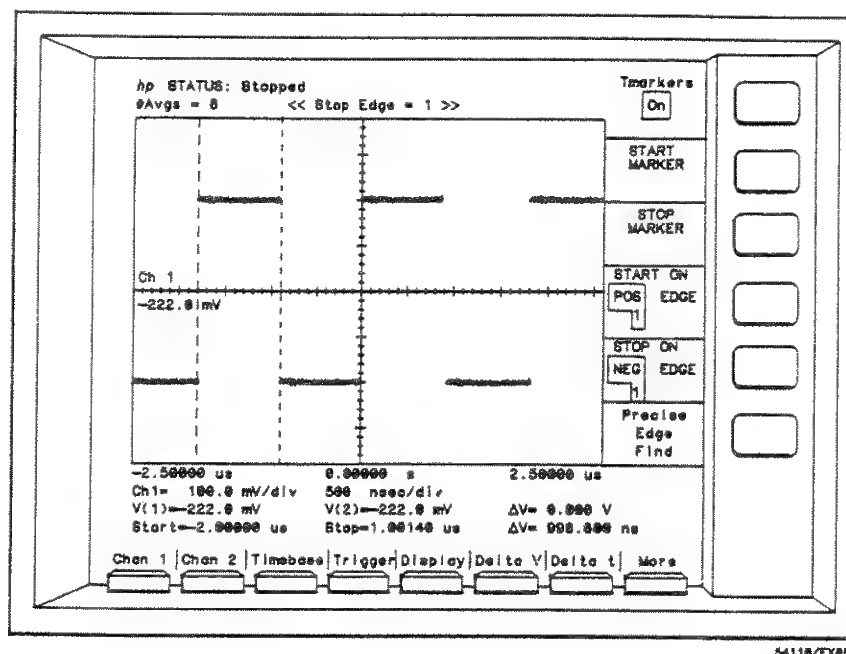 hp STATUS: Stopped
#Avgs = 8 << Stop Edge = 1 >>
Tmarkers
On
START
MARKER
STOP
MARKER
START ON
POS EDGE
1
STOP ON
NEG EDGE
1
Precise
Edge
Find
Ch 1
-222.0 mV
-2.50000 us 0.00000 s 2.50000 us
Ch1= 100.0 mV/div 500 nsec/div
V(1)=-222.0 mV V(2)=-222.0 mV ΔV= 0.000 V
Start=-2.00000 us Stop=1.00140 us ΔV= 998.600 ns
Chan 1 Chan 2 Timebase Trigger Display Delta V Delta t More